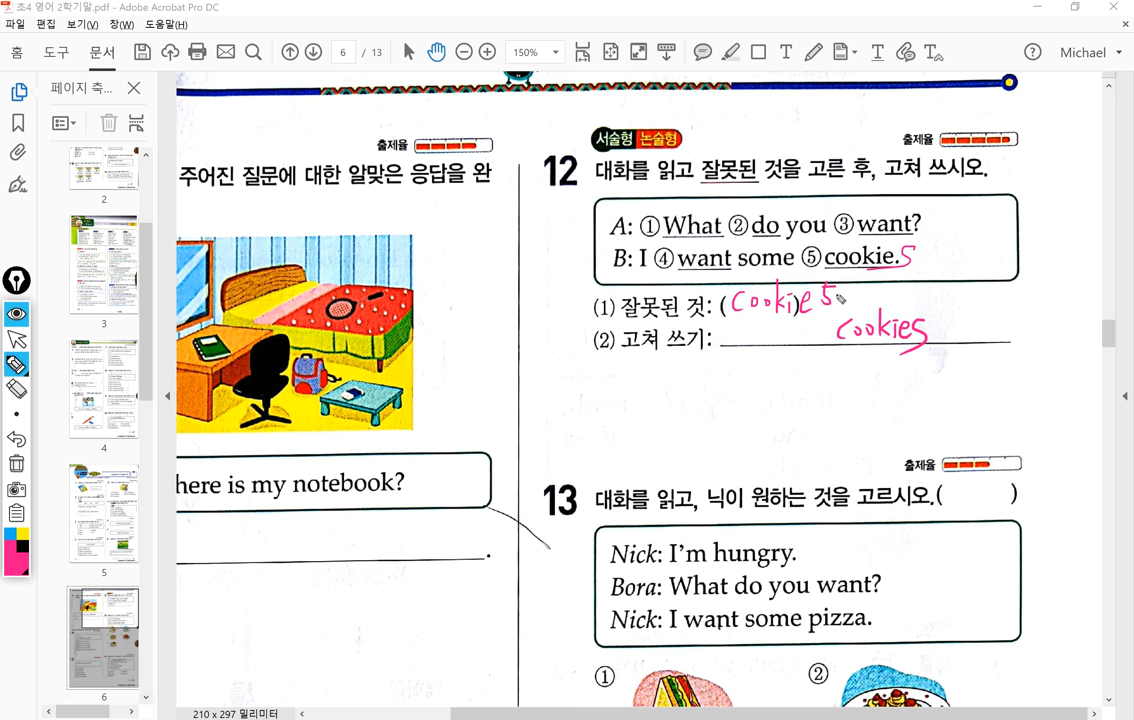 초4 영어 2학기말.pdf - Adobe Acrobat Pro DC
파일 편집 보기(V) 창(W) 도움말(H)
홈 도구 문서 6 / 13 150% Michael
페이지 축...
2
3
4
5
6
출제율
주어진 질문에 대한 알맞은 응답을 완
here is my notebook?
.
서술형 논술형 출제율
12 대화를 읽고 잘못된 것을 고른 후, 고쳐 쓰시오.
A: ①What ②do you ③want?
B: I ④want some ⑤cookie.s
(1) 잘못된 것: (cookie)e 5
(2) 고쳐 쓰기: cookies
출제율
13 대화를 읽고, 닉이 원하는 것을 고르시오.( )
Nick: I'm hungry.
Bora: What do you want?
Nick: I want some pizza.
① ②
210 x 297 밀리미터